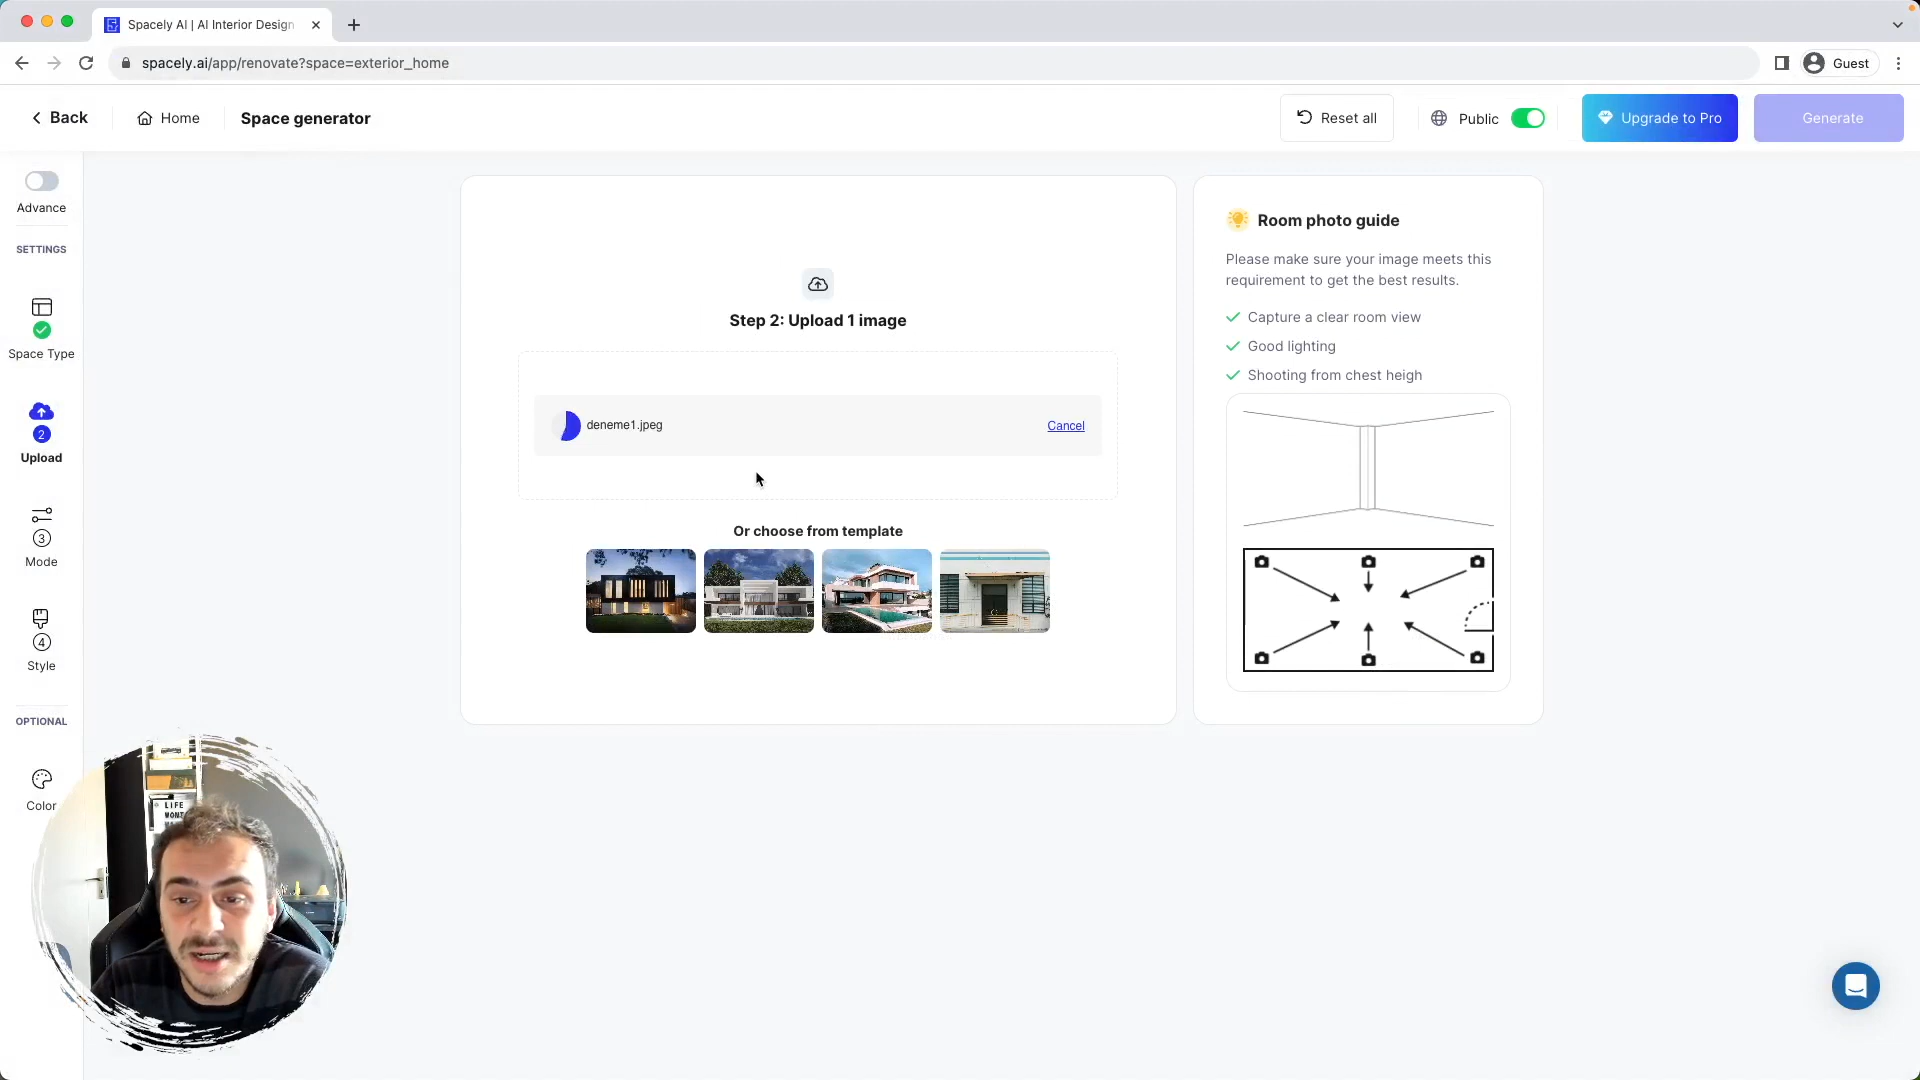 Spacely AI | AI Interior Design
spacely.ai/app/renovate?space=exterior_home
Guest
Back
Home
Space generator
Reset all
Public
Upgrade to Pro
Generate
Advance
SETTINGS
Space Type
2
Upload
3
Mode
4
Style
OPTIONAL
Color
Step 2: Upload 1 image
deneme1.jpeg
Cancel
Or choose from template
Room photo guide
Please make sure your image meets this
requirement to get the best results.
Capture a clear room view
Good lighting
Shooting from chest heigh
LIFE
WONT